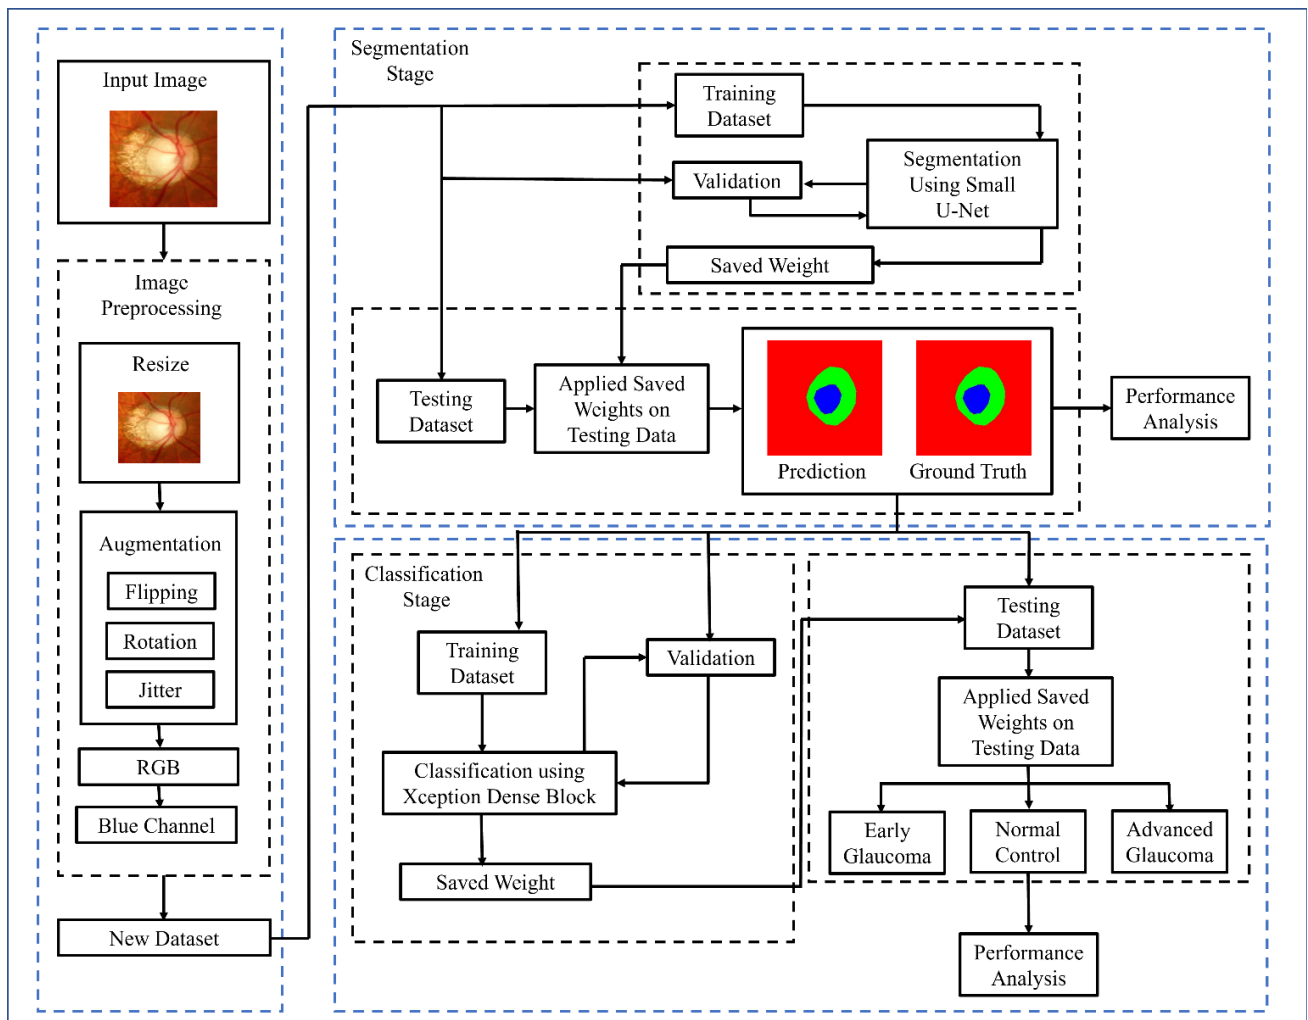 Input Image
Image
Preprocessing
Resize
Augmentation
Flipping
Rotation
Jitter
RGB
Blue Channel
New Dataset
Segmentation
Stage
Training
Dataset
Validation
Segmentation
Using Small
U-Net
Saved Weight
Testing
Dataset
Applied Saved
Weights on
Testing Data
Prediction
Ground Truth
Performance
Analysis
Classification
Stage
Training
Dataset
Validation
Classification using
Xception Dense Block
Saved Weight
Testing
Dataset
Applied Saved
Weights on
Testing Data
Early
Glaucoma
Normal
Control
Advanced
Glaucoma
Performance
Analysis